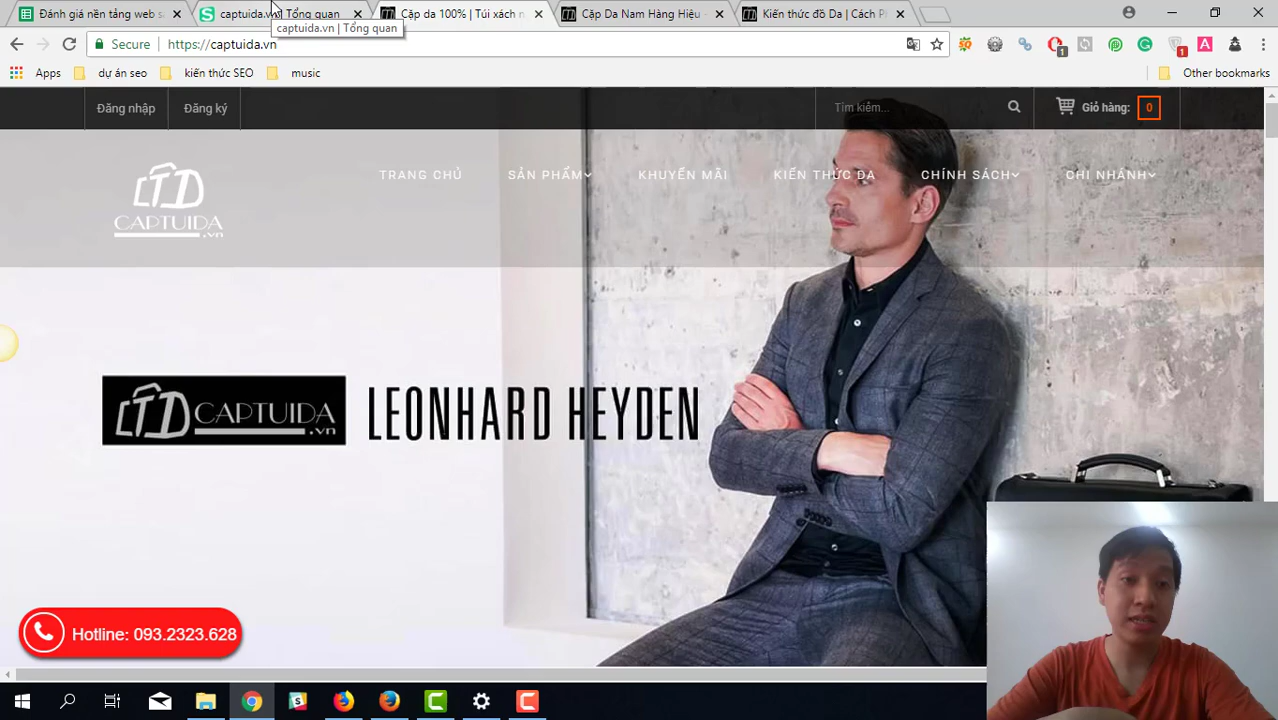 Đánh giá nền tảng web sa
captuida.vn | Tổng quan
Cặp da 100% | Túi xách n
Cặp Da Nam Hàng Hiệu -
Kiến thức đồ Da | Cách Ph
captuida.vn | Tổng quan
Secure
https://captuida.vn
Apps
dự án seo
kiến thức SEO
music
Other bookmarks
Đăng nhập
Đăng ký
Tìm kiếm...
Giỏ hàng: 0
CAPTUIDA.vn
TRANG CHỦ
SẢN PHẨM
KHUYẾN MÃI
KIẾN THỨC DA
CHÍNH SÁCH
CHI NHÁNH
CAPTUIDA.vn
LEONHARD HEYDEN
Hotline: 093.2323.628